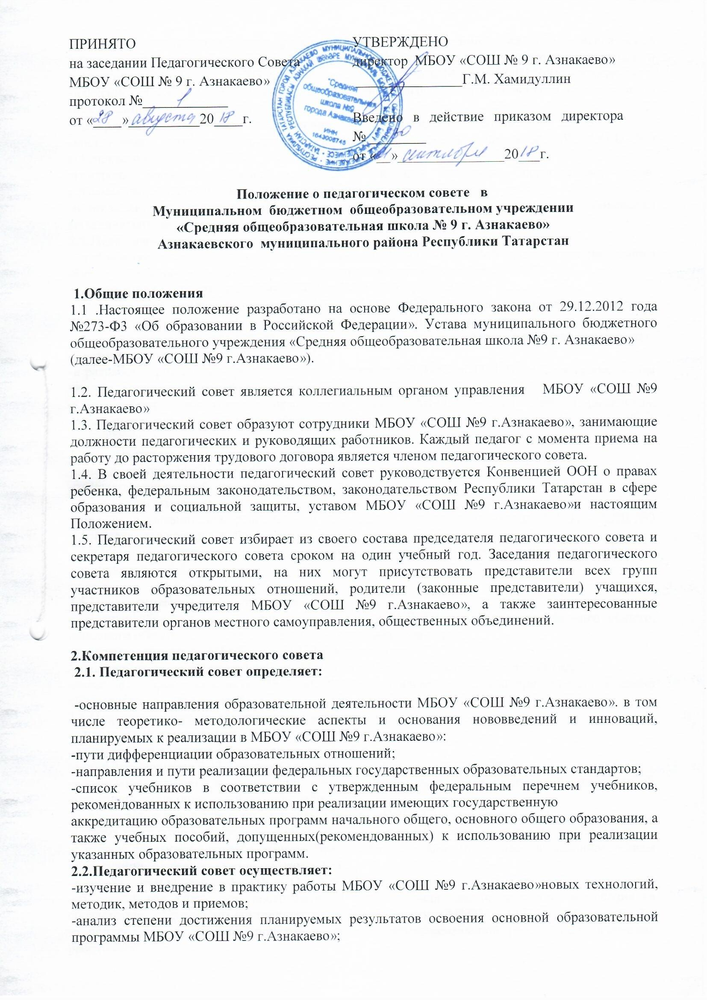 ПРИНЯТО
на заседании Педагогического Совета
МБОУ «СОШ № 9 г. Азнакаево»
протокол №____1________
от «28»августа 2018г.
УТВЕРЖДЕНО
директор МБОУ «СОШ № 9 г. Азнакаево»
_______________Г.М. Хамидуллин
Введено в действие приказом директора
№
от « » сентября 2018г.
"Средняя
общеобразовательная
школа №9
города Азнакаево"
ИНН
1643006745
Положение о педагогическом совете в
Муниципальном бюджетном общеобразовательном учреждении
«Средняя общеобразовательная школа № 9 г. Азнакаево»
Азнакаевского муниципального района Республики Татарстан
1.Общие положения
1.1 .Настоящее положение разработано на основе Федерального закона от 29.12.2012 года
№273-ФЗ «Об образовании в Российской Федерации». Устава муниципального бюджетного
общеобразовательного учреждения «Средняя общеобразовательная школа №9 г. Азнакаево»
(далее-МБОУ «СОШ №9 г.Азнакаево»).
1.2. Педагогический совет является коллегиальным органом управления МБОУ «СОШ №9
г.Азнакаево»
1.3. Педагогический совет образуют сотрудники МБОУ «СОШ №9 г.Азнакаево», занимающие
должности педагогических и руководящих работников. Каждый педагог с момента приема на
работу до расторжения трудового договора является членом педагогического совета.
1.4. В своей деятельности педагогический совет руководствуется Конвенцией ООН о правах
ребенка, федеральным законодательством, законодательством Республики Татарстан в сфере
образования и социальной защиты, уставом МБОУ «СОШ №9 г.Азнакаево»и настоящим
Положением.
1.5. Педагогический совет избирает из своего состава председателя педагогического совета и
секретаря педагогического совета сроком на один учебный год. Заседания педагогического
совета являются открытыми, на них могут присутствовать представители всех групп
участников образовательных отношений, родители (законные представители) учащихся,
представители учредителя МБОУ «СОШ №9 г.Азнакаево», а также заинтересованные
представители органов местного самоуправления, общественных объединений.
2.Компетенция педагогического совета
2.1. Педагогический совет определяет:
-основные направления образовательной деятельности МБОУ «СОШ №9 г.Азнакаево». в том
числе теоретико- методологические аспекты и основания нововведений и инноваций,
планируемых к реализации в МБОУ «СОШ №9 г.Азнакаево»:
-пути дифференциации образовательных отношений;
-направления и пути реализации федеральных государственных образовательных стандартов;
-список учебников в соответствии с утвержденным федеральным перечнем учебников,
рекомендованных к использованию при реализации имеющих государственную
аккредитацию образовательных программ начального общего, основного общего образования, а
также учебных пособий, допущенных(рекомендованных) к использованию при реализации
указанных образовательных программ.
2.2.Педагогический совет осуществляет:
-изучение и внедрение в практику работы МБОУ «СОШ №9 г.Азнакаево»новых технологий,
методик, методов и приемов;
-анализ степени достижения планируемых результатов освоения основной образовательной
программы МБОУ «СОШ №9 г.Азнакаево»;